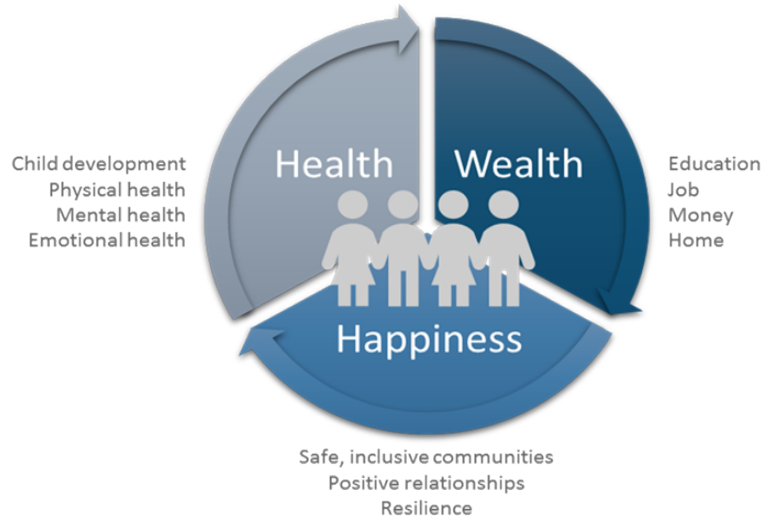 Health
Wealth
Happiness
Child development
Physical health
Mental health
Emotional health
Education
Job
Money
Home
Safe, inclusive communities
Positive relationships
Resilience